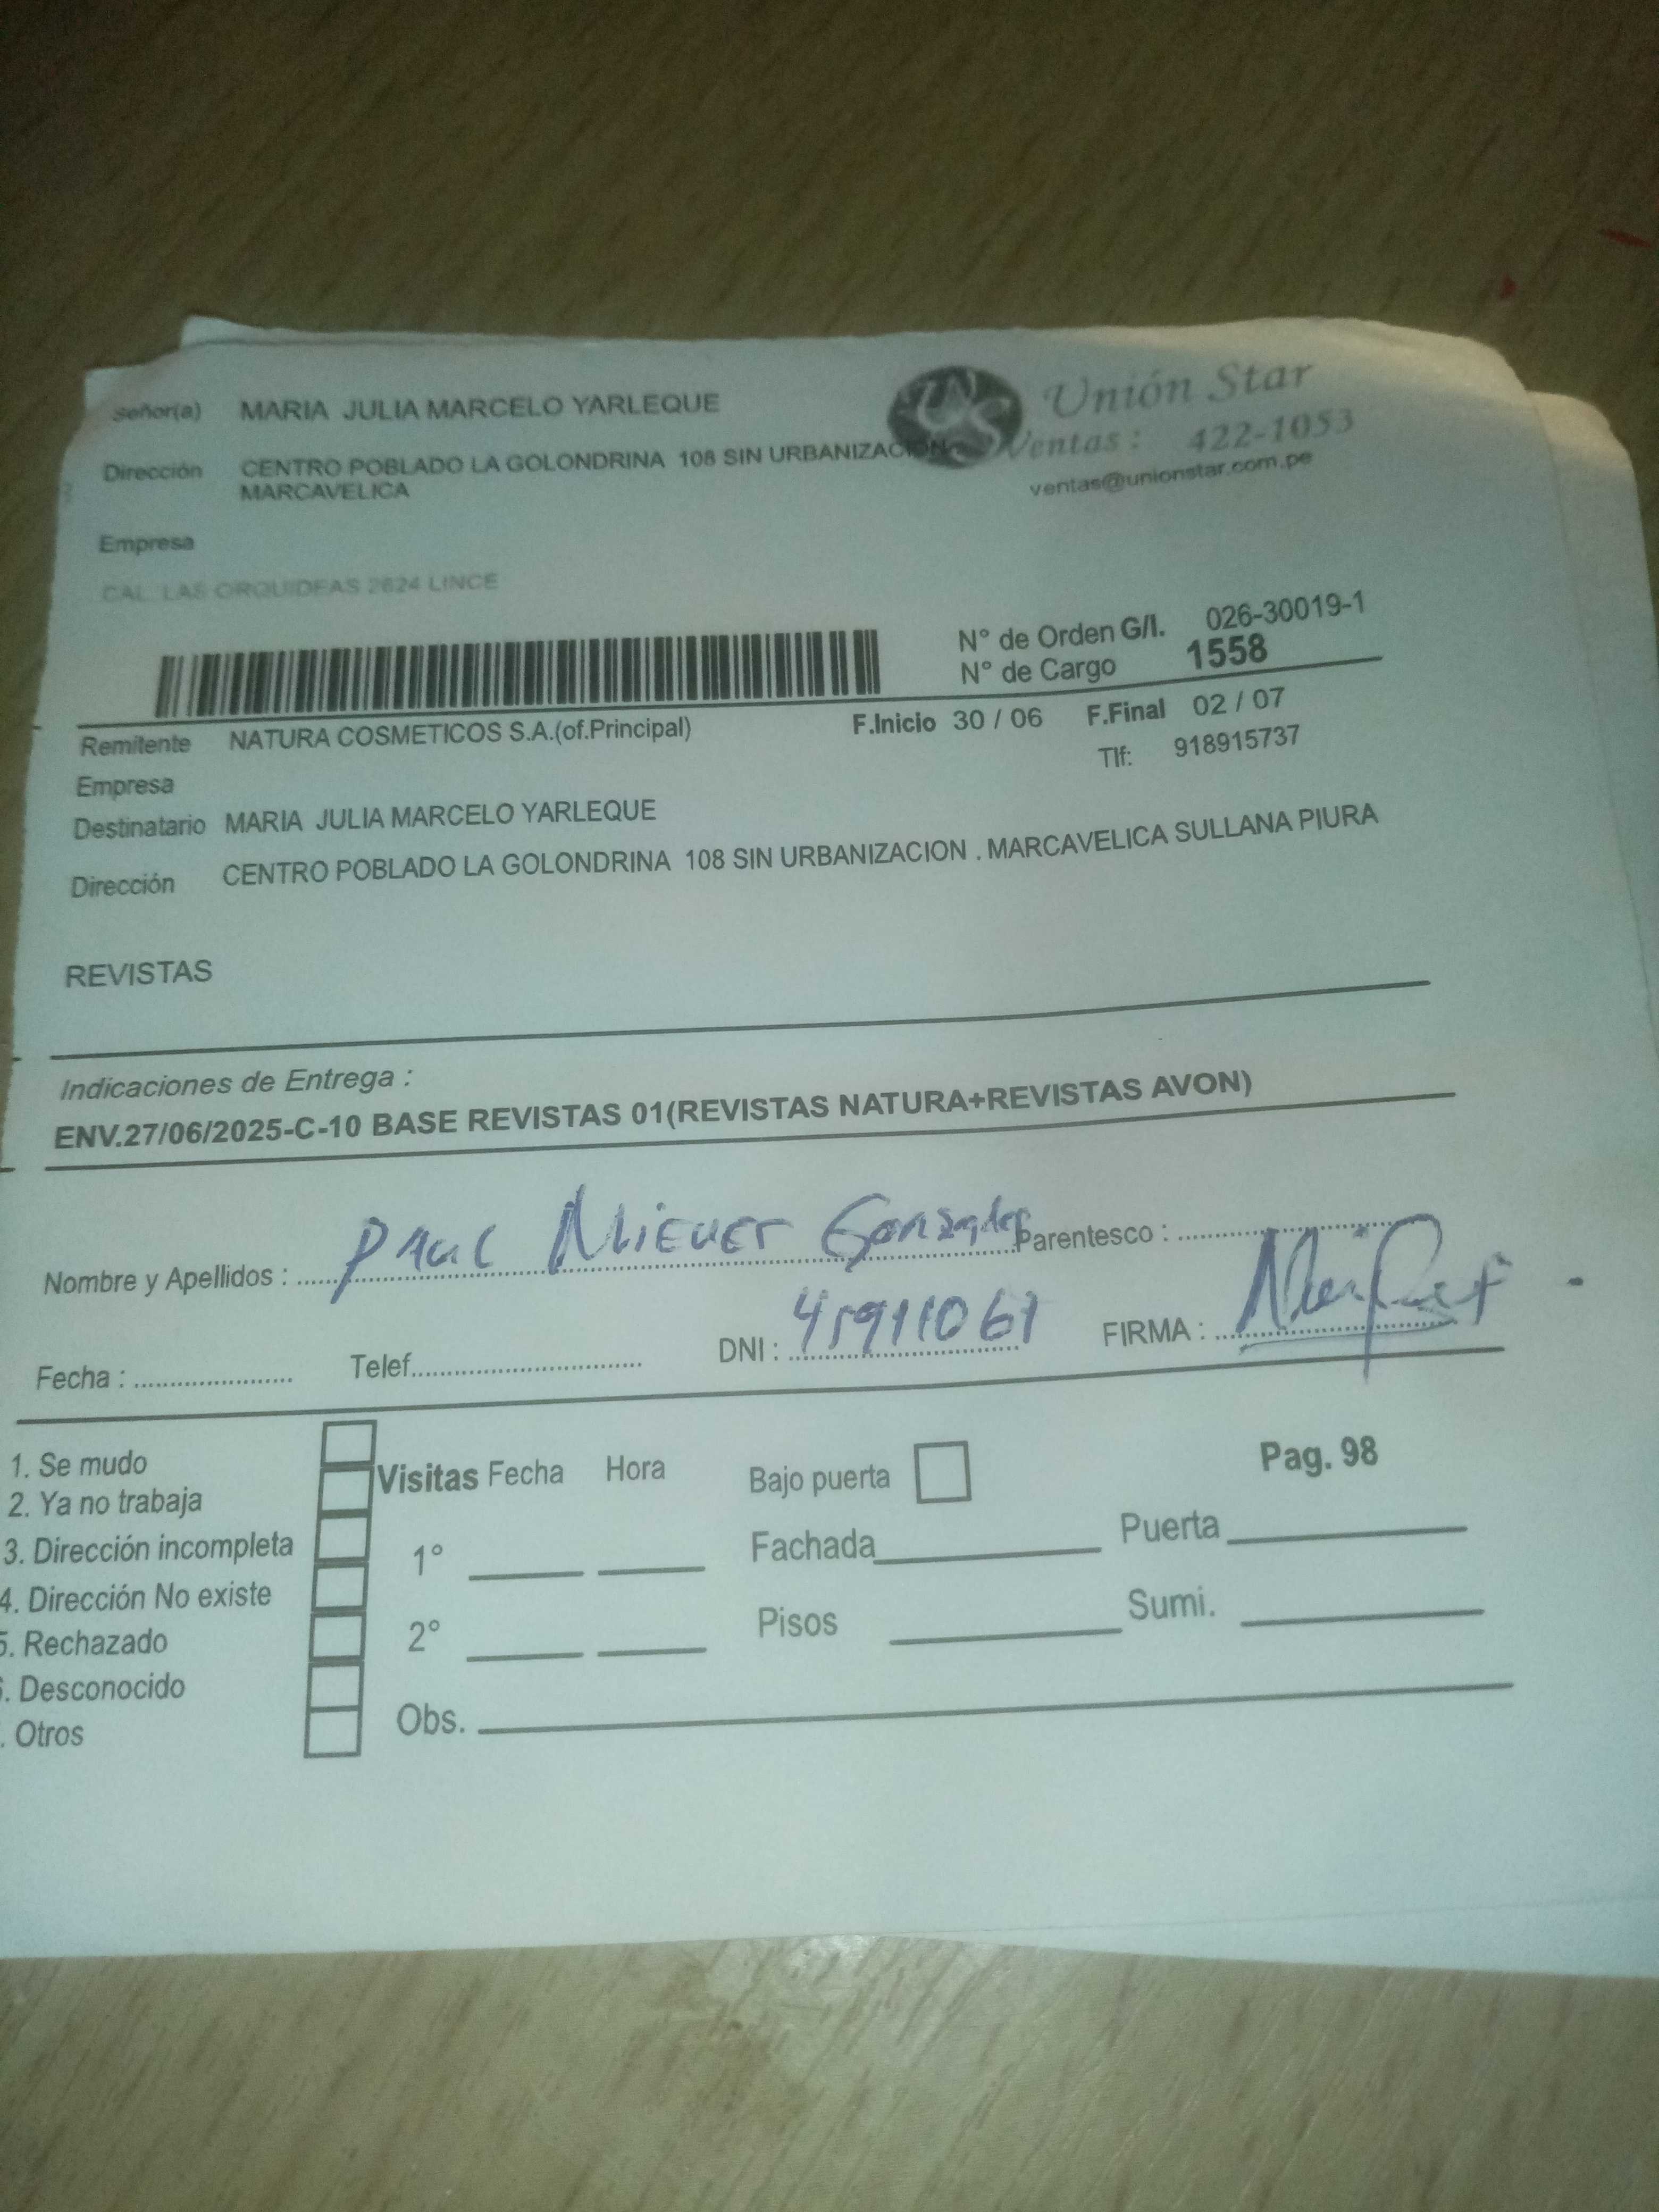 Señor(a) MARIA JULIA MARCELO YARLEQUE
Unión Star
Dirección CENTRO POBLADO LA GOLONDRINA 108 SIN URBANIZACION
MARCAVELICA
Ventas: 422-1053
ventas@unionstar.com.pe
Empresa
CAL. LAS ORQUIDEAS 2624 LINCE
N° de Orden G/I. 026-30019-1
N° de Cargo 1558
Remitente NATURA COSMETICOS S.A.(of.Principal) F.Inicio 30 / 06 F.Final 02 / 07
Empresa Tlf: 918915737
Destinatario MARIA JULIA MARCELO YARLEQUE
Dirección CENTRO POBLADO LA GOLONDRINA 108 SIN URBANIZACION . MARCAVELICA SULLANA PIURA
REVISTAS
Indicaciones de Entrega :
ENV.27/06/2025-C-10 BASE REVISTAS 01(REVISTAS NATURA+REVISTAS AVON)
Nombre y Apellidos : Gonzales Parentesco :
Fecha : Telef. DNI : 45911061 FIRMA :
1. Se mudo
2. Ya no trabaja
3. Dirección incompleta
4. Dirección No existe
5. Rechazado
. Desconocido
. Otros
Visitas Fecha Hora
1°
2°
Obs.
Bajo puerta Pag. 98
Fachada Puerta
Pisos Sumi.